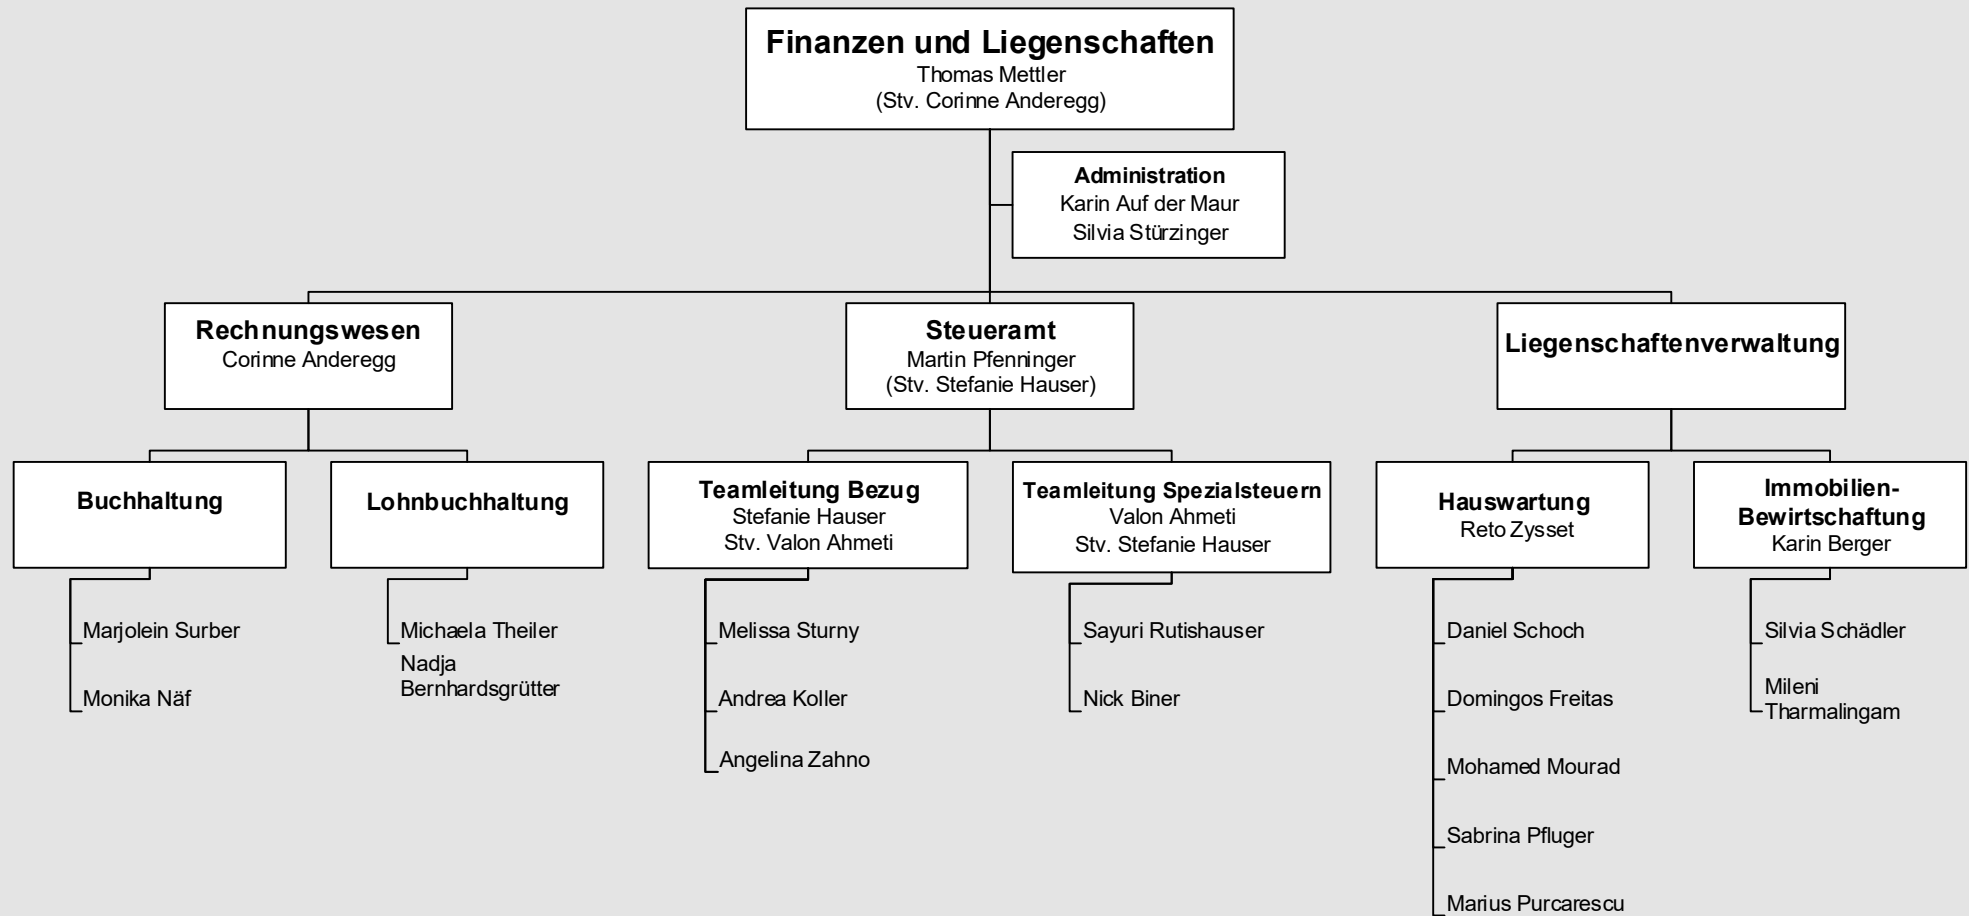 Finanzen und Liegenschaften
Thomas Mettler
(Stv. Corinne Anderegg)
Administration
Karin Auf der Maur
Silvia Stürzinger
Rechnungswesen
Corinne Anderegg
Steueramt
Martin Pfenninger
(Stv. Stefanie Hauser)
Liegenschaftenverwaltung
Buchhaltung
Marjolein Surber
Monika Näf
Lohnbuchhaltung
Michaela Theiler
Nadja
Bernhardsgrütter
Teamleitung Bezug
Stefanie Hauser
Stv. Valon Ahmeti
Melissa Sturny
Andrea Koller
Angelina Zahno
Teamleitung Spezialsteuern
Valon Ahmeti
Stv. Stefanie Hauser
Sayuri Rutishauser
Nick Biner
Hauswartung
Reto Zysset
Daniel Schoch
Domingos Freitas
Mohamed Mourad
Sabrina Pfluger
Marius Purcarescu
Immobilien-
Bewirtschaftung
Karin Berger
Silvia Schädler
Mileni
Tharmalingam